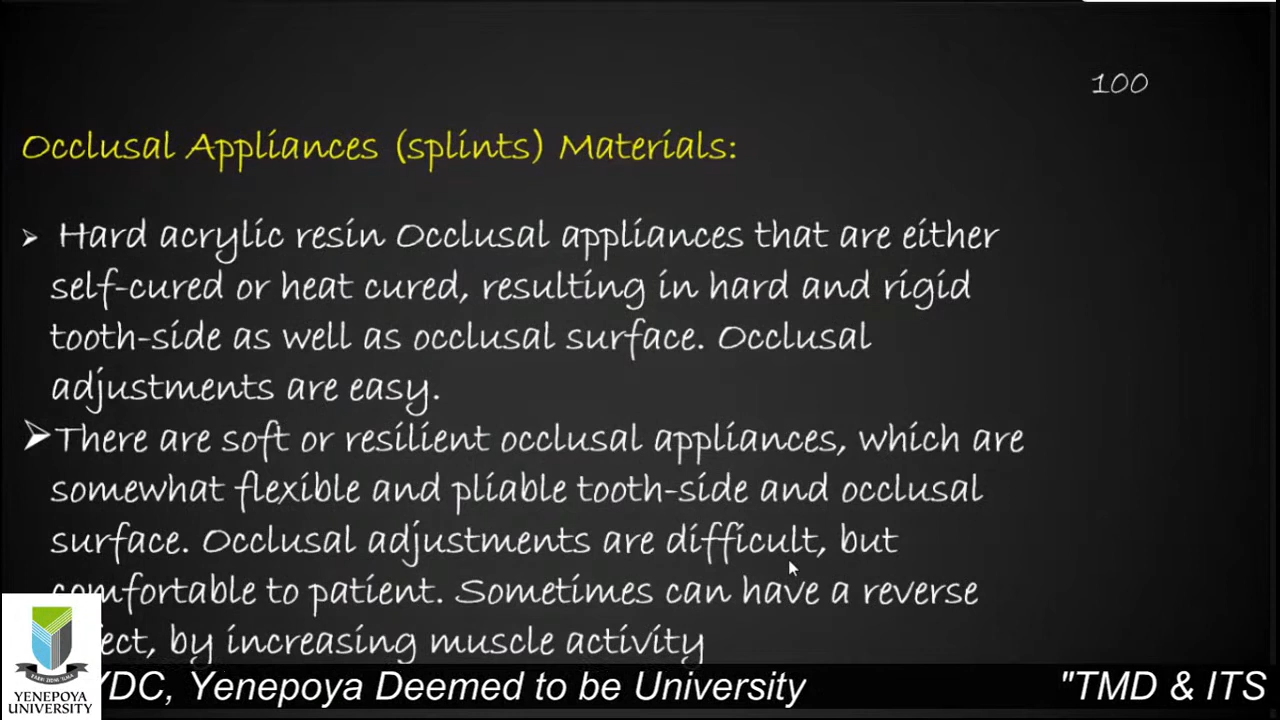 100
Occlusal Appliances (splints) Materials:
➢ Hard acrylic resin Occlusal appliances that are either
self-cured or heat cured, resulting in hard and rigid
tooth-side as well as occlusal surface. Occlusal
adjustments are easy.
➢There are soft or resilient occlusal appliances, which are
somewhat flexible and pliable tooth-side and occlusal
surface. Occlusal adjustments are difficult, but
comfortable to patient. Sometimes can have a reverse
effect, by increasing muscle activity
YENEPOYA
UNIVERSITY
YDC, Yenepoya Deemed to be University "TMD & ITS